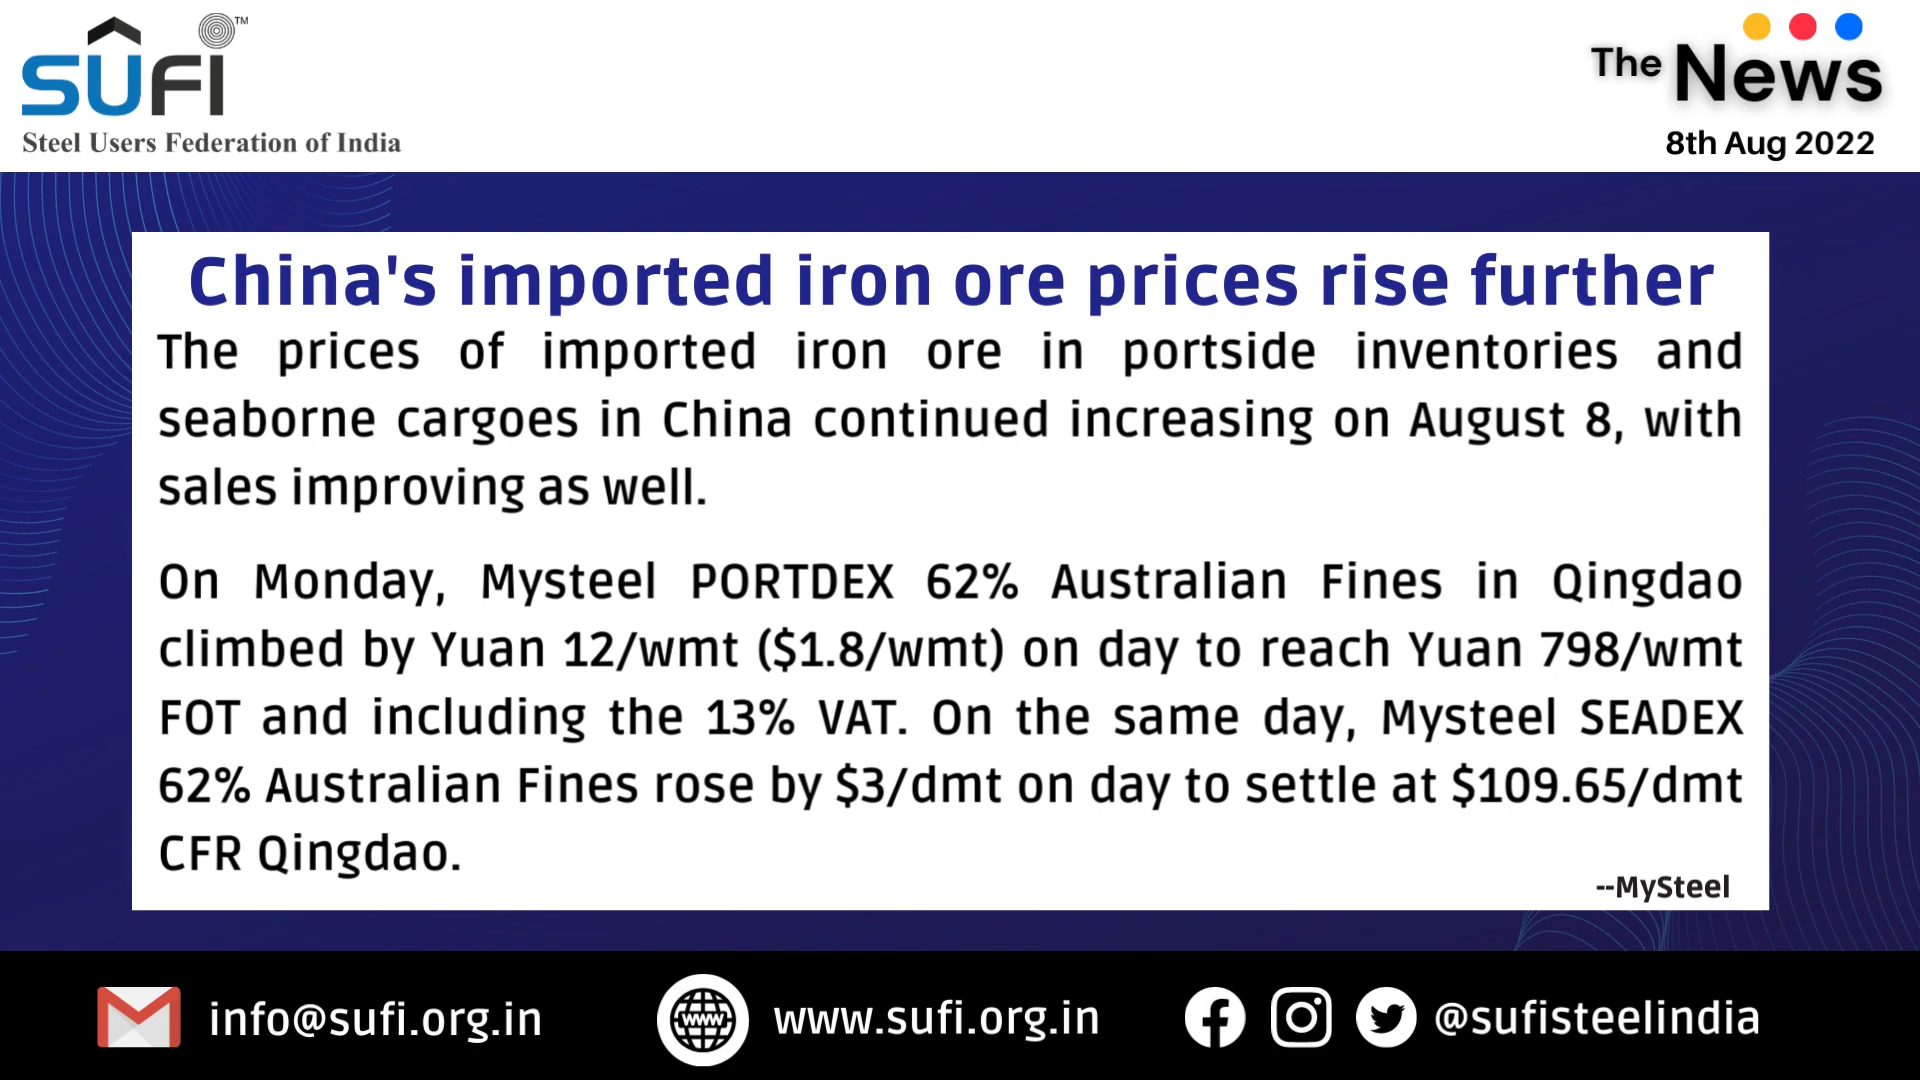 SUFI TM
Steel Users Federation of India
The News
8th Aug 2022
China's imported iron ore prices rise further
The prices of imported iron ore in portside inventories and
seaborne cargoes in China continued increasing on August 8, with
sales improving as well.
On Monday, Mysteel PORTDEX 62% Australian Fines in Qingdao
climbed by Yuan 12/wmt ($1.8/wmt) on day to reach Yuan 798/wmt
FOT and including the 13% VAT. On the same day, Mysteel SEADEX
62% Australian Fines rose by $3/dmt on day to settle at $109.65/dmt
CFR Qingdao.
--MySteel
info@sufi.org.in
www
www.sufi.org.in
@sufisteelindia